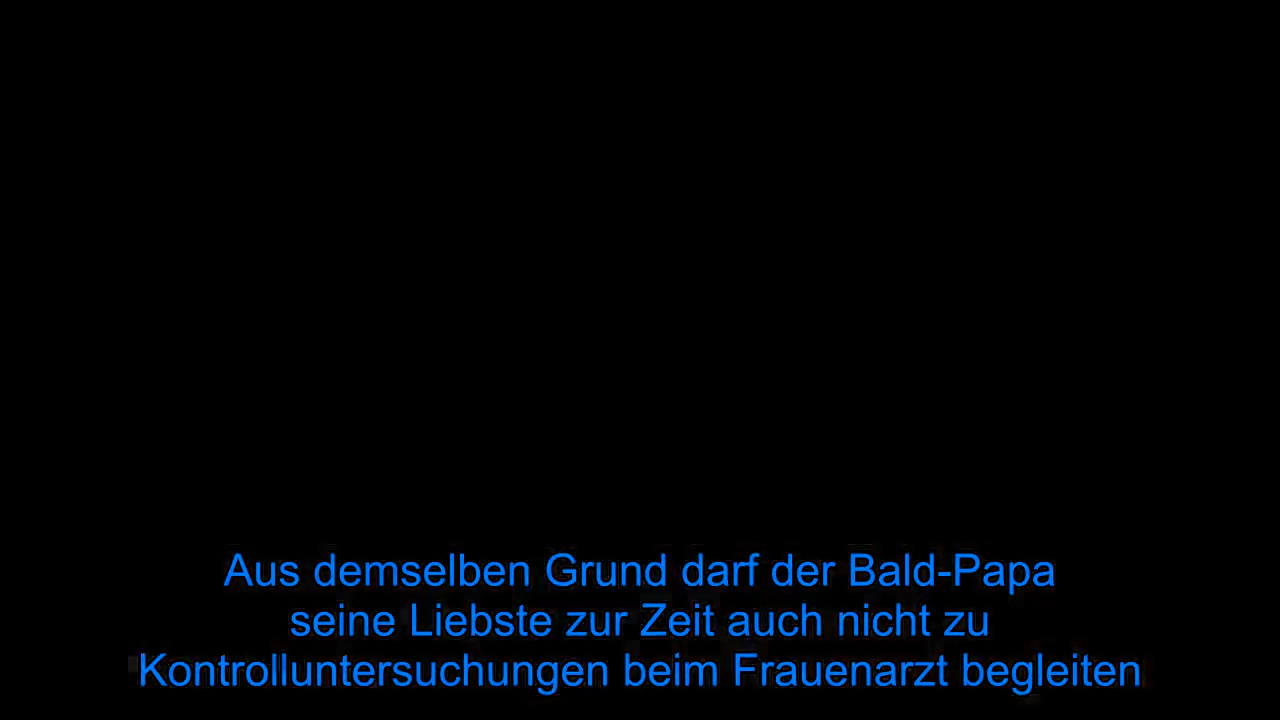 Aus demselben Grund darf der Bald-Papa
seine Liebste zur Zeit auch nicht zu
Kontrolluntersuchungen beim Frauenarzt begleiten